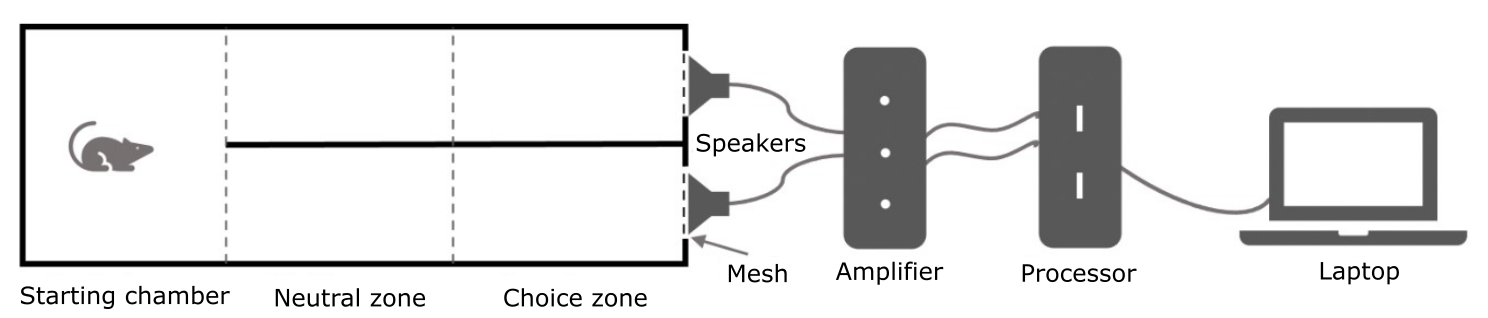 Speakers
Mesh
Amplifier
Processor
Laptop
Starting chamber
Neutral zone
Choice zone